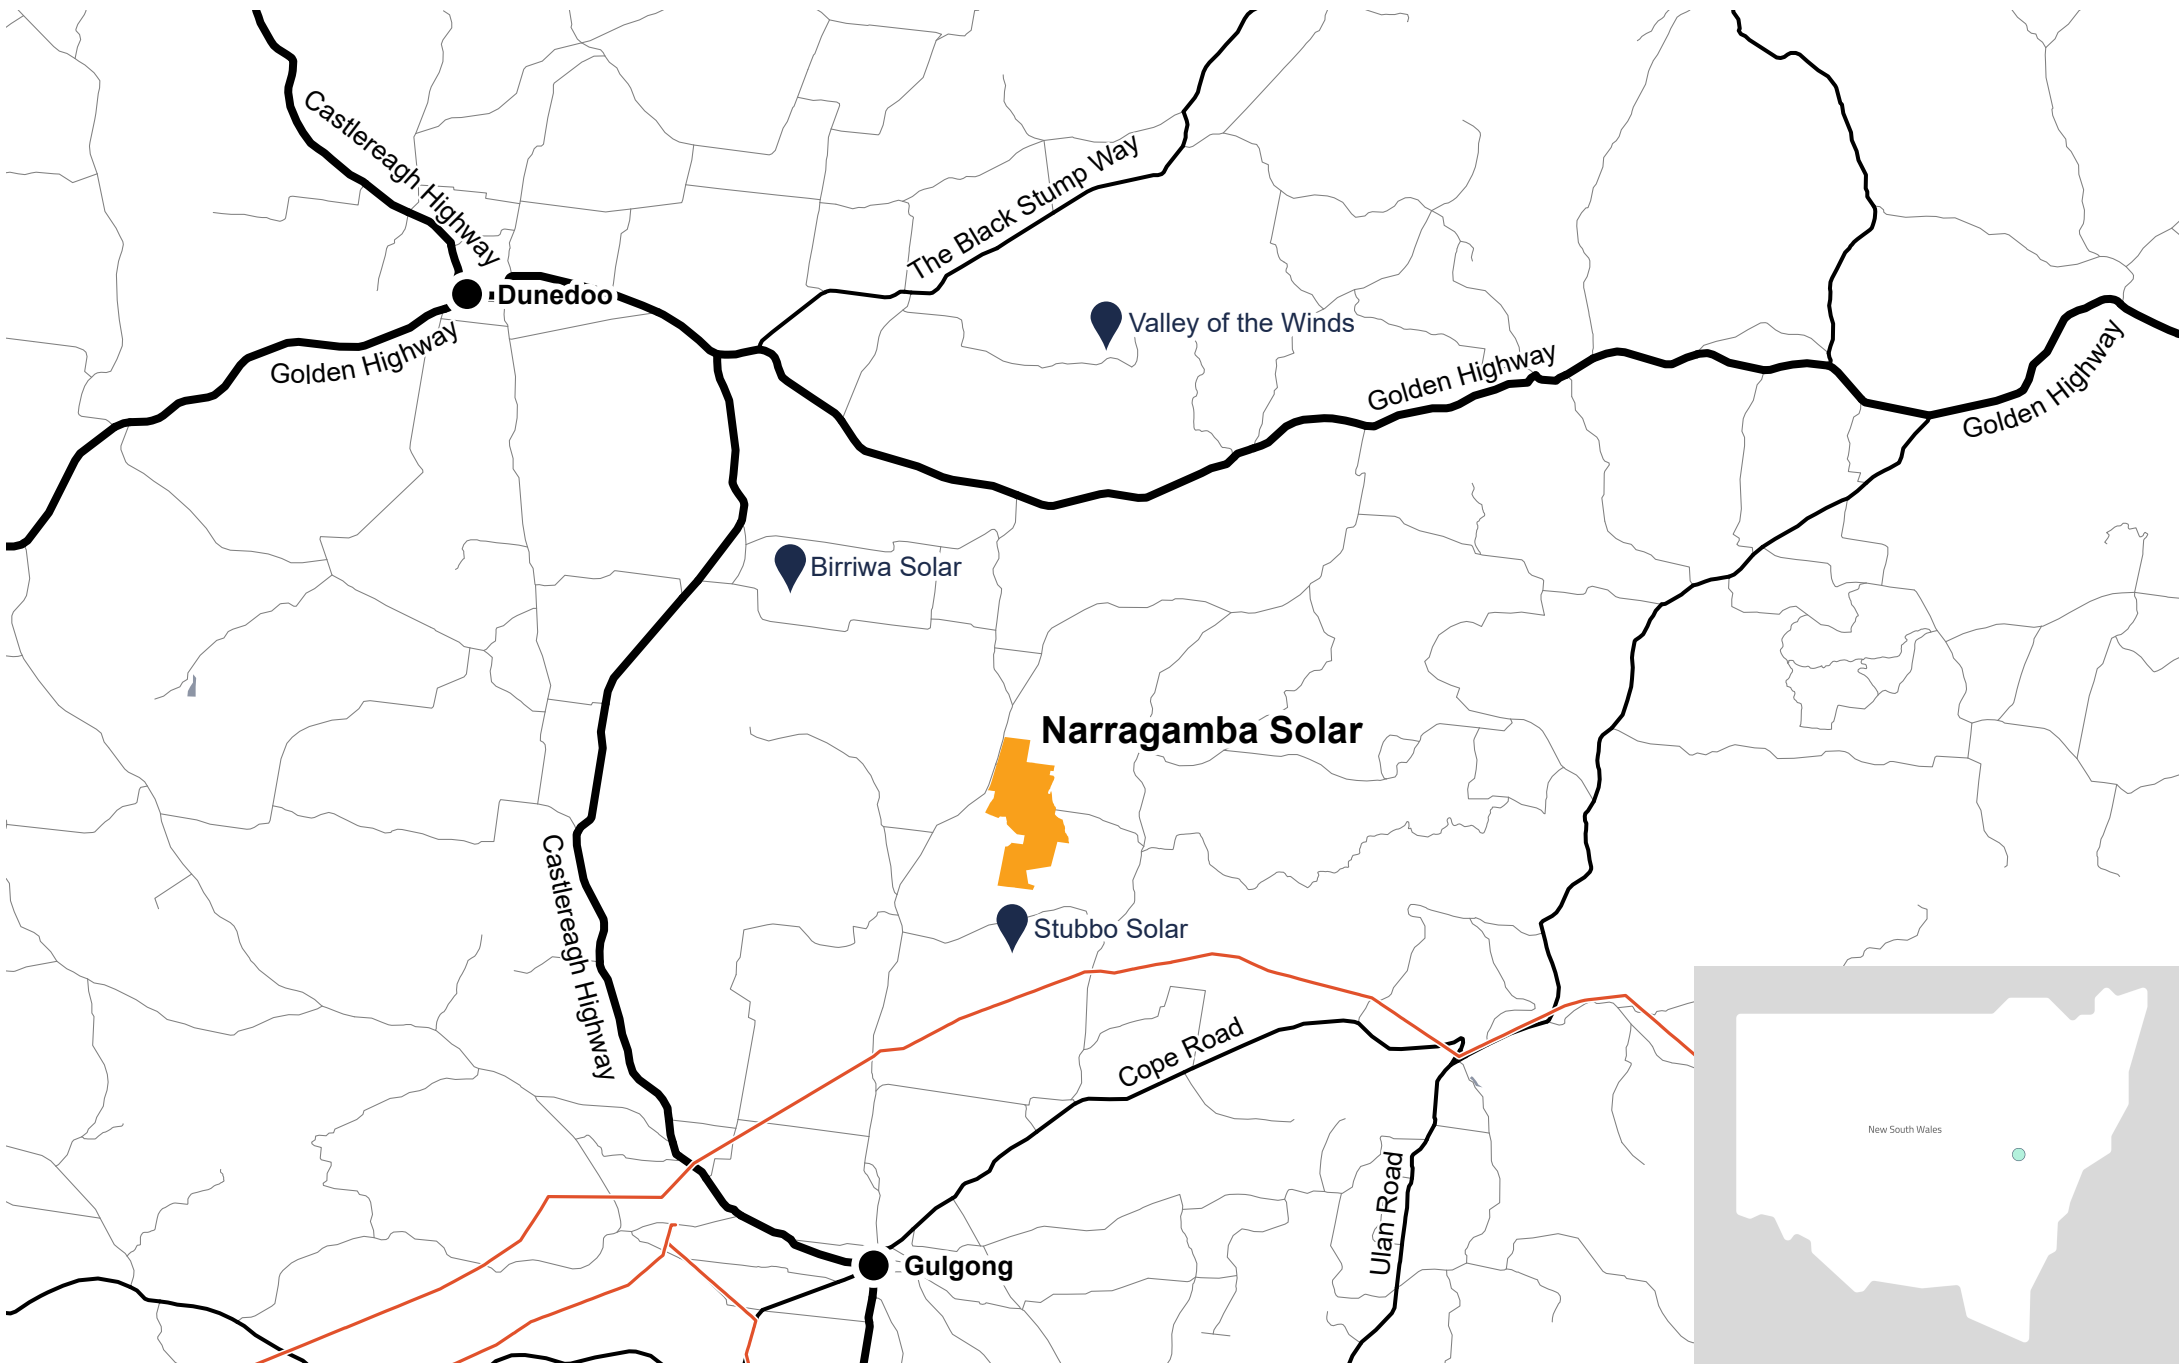 Castlereagh Highway
The Black Stump Way
Dunedoo
Valley of the Winds
Golden Highway
Golden Highway
Golden Highway
Birriwa Solar
Narragamba Solar
Castlereagh Highway
Stubbo Solar
Cope Road
New South Wales
Ulan Road
Gulgong